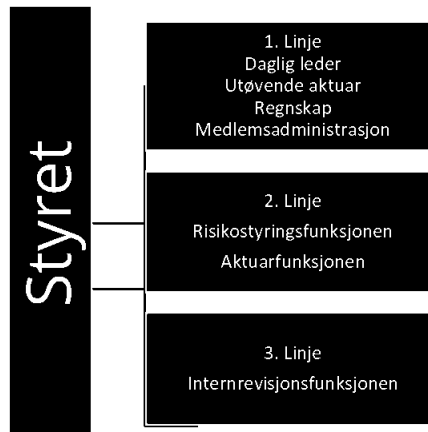 Styret
1. Linje
Daglig leder
Utøvende aktuar
Regnskap
Medlemsadministrasjon
2. Linje
Risikostyringsfunksjonen
Aktuarfunksjonen
3. Linje
Internrevisjonsfunksjonen